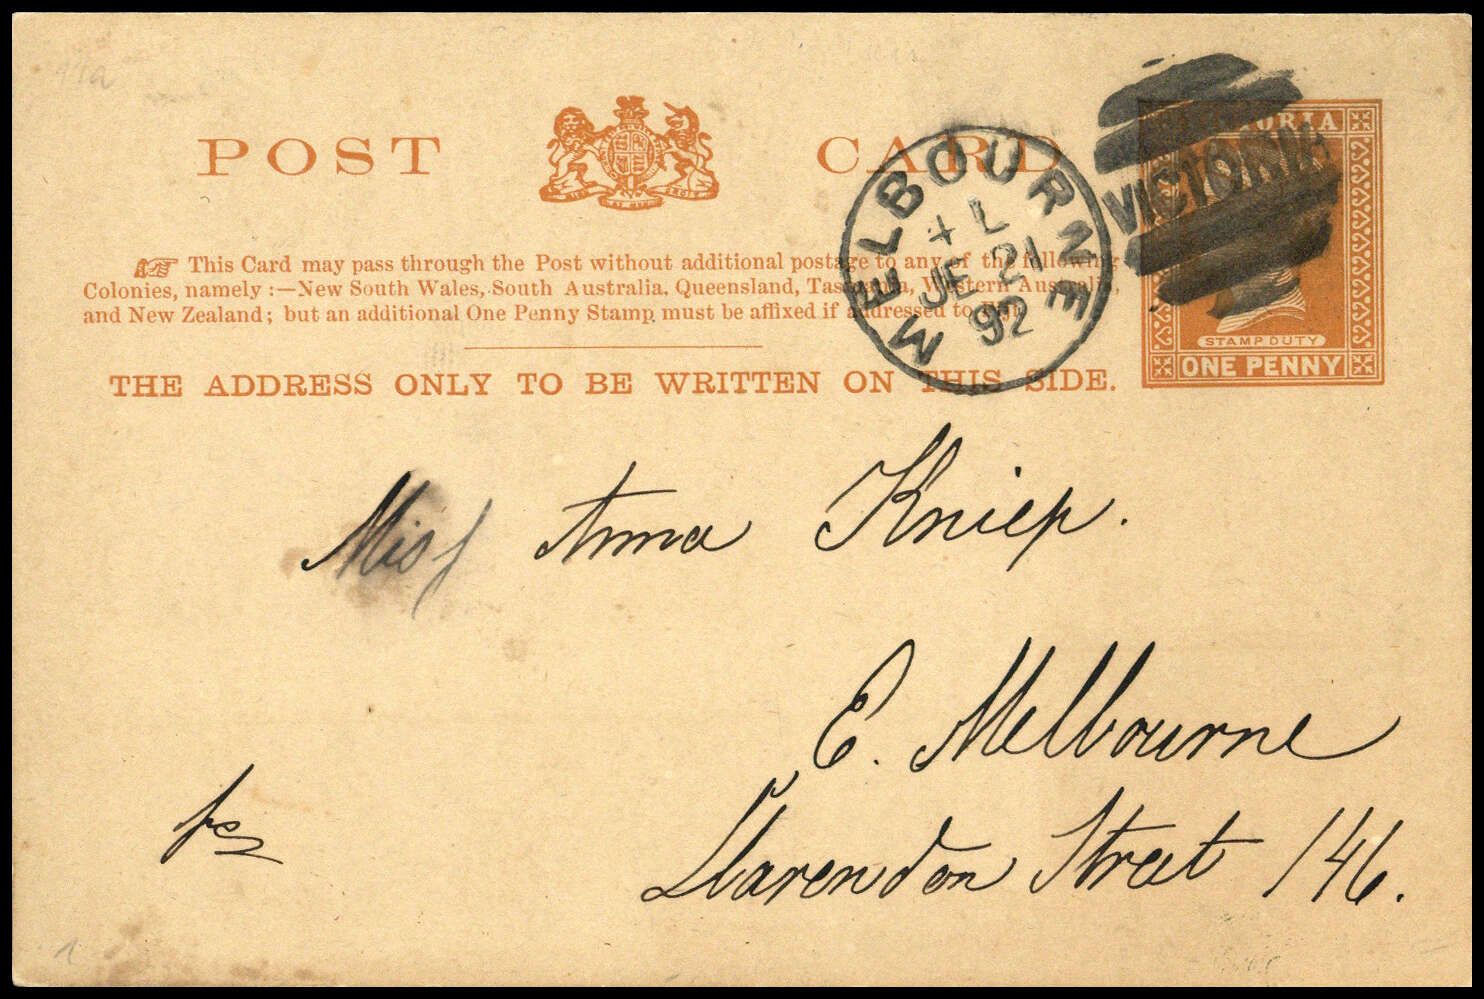 POST CARD
VICTORIA
☞ This Card may pass through the Post without additional postage to any of the following
Colonies, namely :—New South Wales, South Australia, Queensland, Tasmania, Western Australia,
and New Zealand; but an additional One Penny Stamp must be affixed if addressed to Fiji.
THE ADDRESS ONLY TO BE WRITTEN ON THIS SIDE.
MELBOURNE
+ L
JE 21
92
VICTORIA
STAMP DUTY
ONE PENNY
Miss Anna Kniep.
E. Melbourne
Clarendon Street 146.